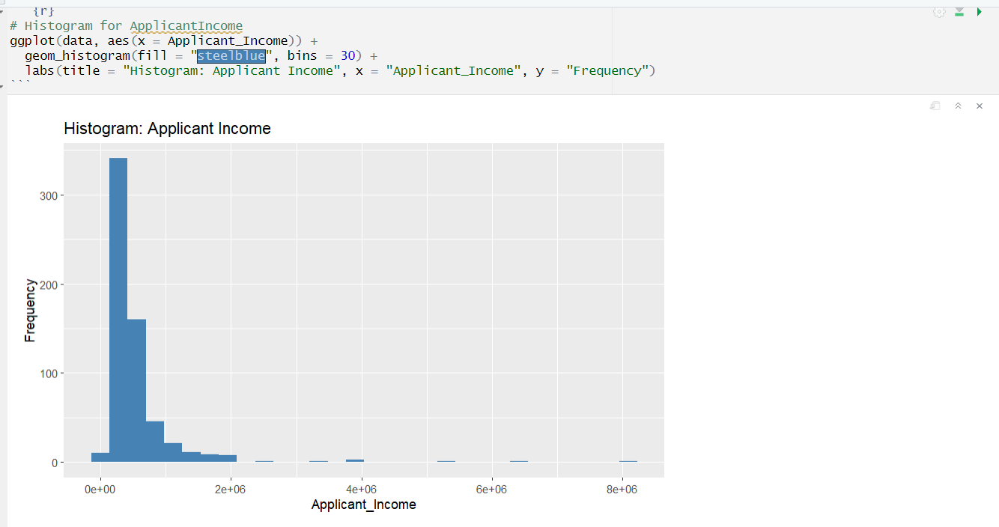 {r}
# Histogram for ApplicantIncome
ggplot(data, aes(x = Applicant_Income)) +
  geom_histogram(fill = "steelblue", bins = 30) +
  labs(title = "Histogram: Applicant Income", x = "Applicant_Income", y = "Frequency")
```
Histogram: Applicant Income
Frequency
300
200
100
0
0e+00 2e+06 4e+06 6e+06 8e+06
Applicant_Income